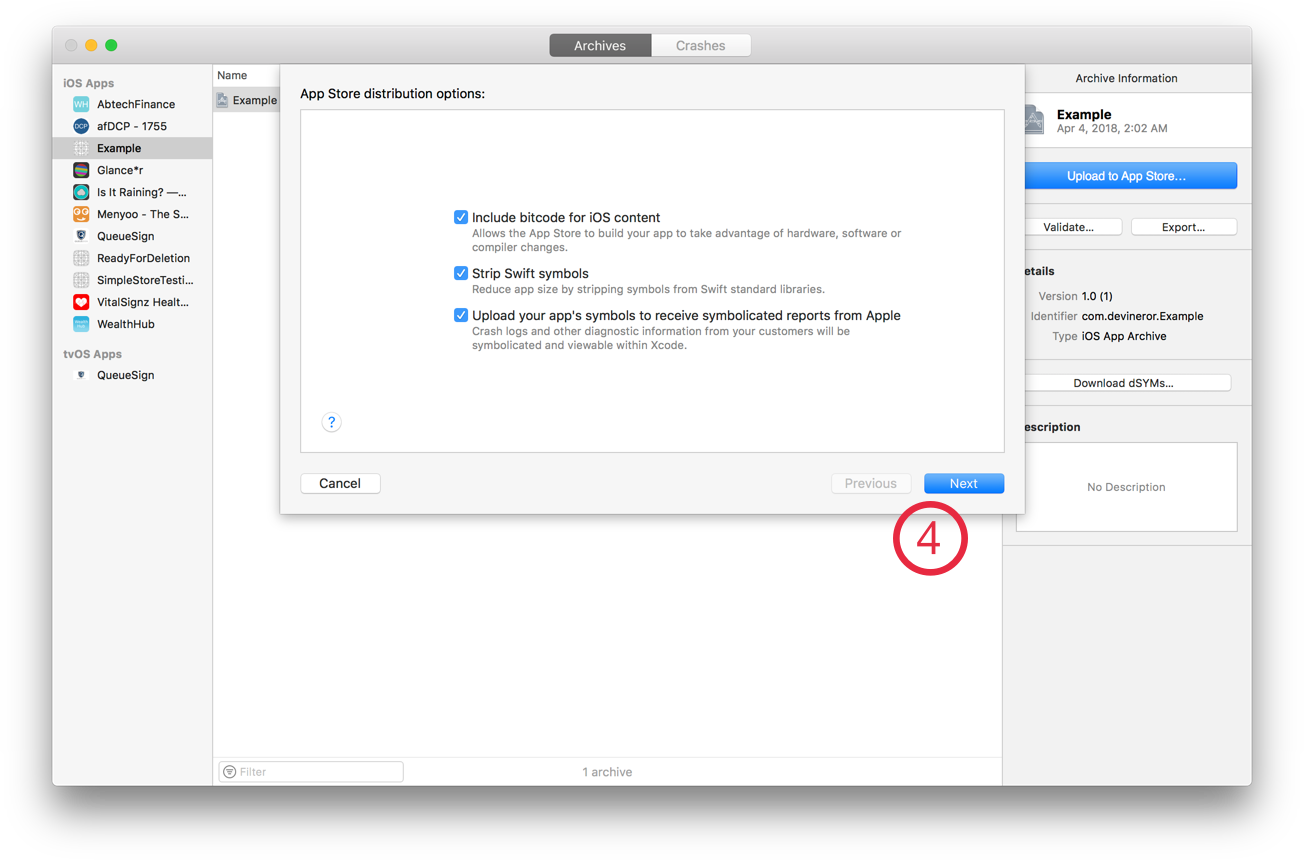 Archives
Crashes
iOS Apps
WH AbtechFinance
DCP afDCP - 1755
Example
Glance*r
Is It Raining? —...
Menyoo - The S...
QueueSign
ReadyForDeletion
SimpleStoreTesti...
VitalSignz Healt...
WealthHub
tvOS Apps
QueueSign
Name
Example
App Store distribution options:
Include bitcode for iOS content
Allows the App Store to build your app to take advantage of hardware, software or
compiler changes.
Strip Swift symbols
Reduce app size by stripping symbols from Swift standard libraries.
Upload your app's symbols to receive symbolicated reports from Apple
Crash logs and other diagnostic information from your customers will be
symbolicated and viewable within Xcode.
?
Cancel
Previous
Next
4
Filter
1 archive
Archive Information
Example
Apr 4, 2018, 2:02 AM
Upload to App Store...
Validate...
Export...
etails
Version 1.0 (1)
Identifier com.devineror.Example
Type iOS App Archive
Download dSYMs...
escription
No Description